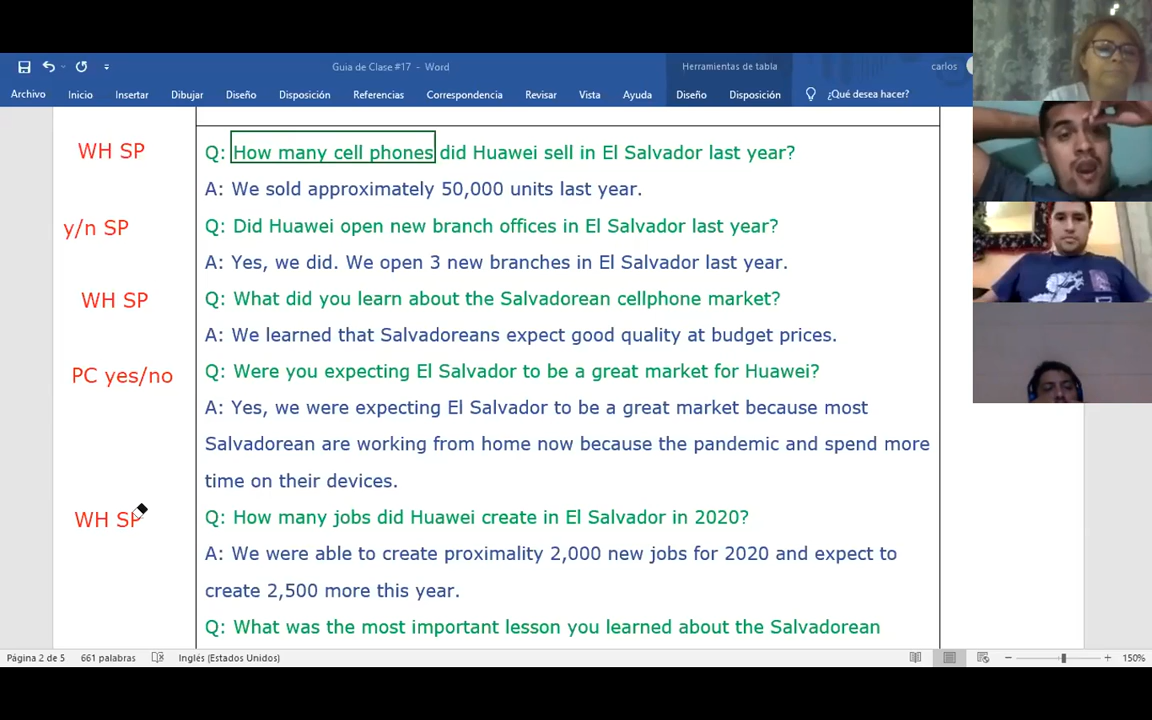 Guia de Clase #17 - Word
Herramientas de tabla
carlos
Archivo Inicio Insertar Dibujar Diseño Disposición Referencias Correspondencia Revisar Vista Ayuda Diseño Disposición ¿Qué desea hacer?
WH SP
Q: How many cell phones did Huawei sell in El Salvador last year?
A: We sold approximately 50,000 units last year.
y/n SP
Q: Did Huawei open new branch offices in El Salvador last year?
A: Yes, we did. We open 3 new branches in El Salvador last year.
WH SP
Q: What did you learn about the Salvadorean cellphone market?
A: We learned that Salvadoreans expect good quality at budget prices.
PC yes/no
Q: Were you expecting El Salvador to be a great market for Huawei?
A: Yes, we were expecting El Salvador to be a great market because most
Salvadorean are working from home now because the pandemic and spend more
time on their devices.
WH SP
Q: How many jobs did Huawei create in El Salvador in 2020?
A: We were able to create proximality 2,000 new jobs for 2020 and expect to
create 2,500 more this year.
Q: What was the most important lesson you learned about the Salvadorean
Página 2 de 5 661 palabras Inglés (Estados Unidos) 150%